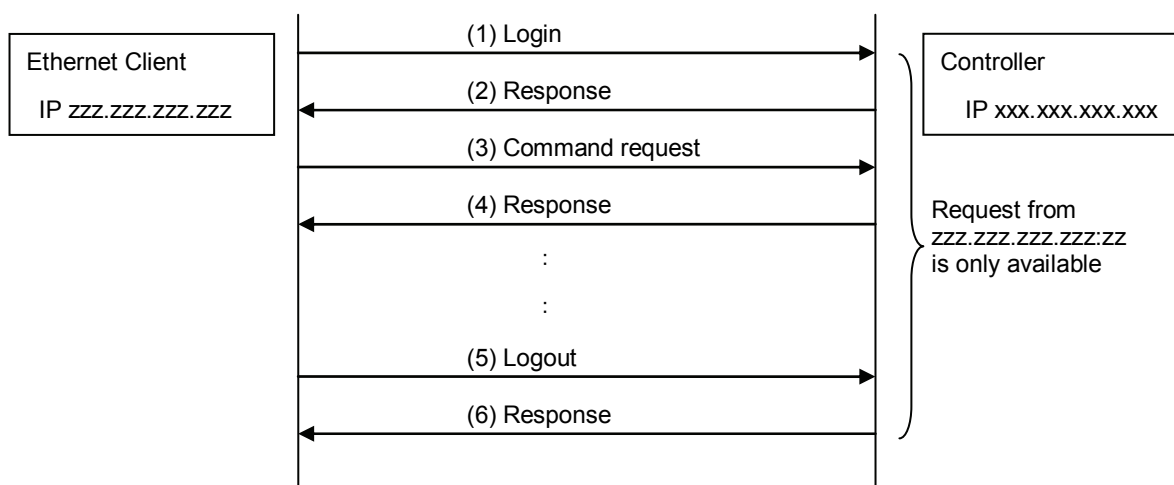 (1) Login
Ethernet Client
IP zzz.zzz.zzz.zzz
Controller
IP xxx.xxx.xxx.xxx
(2) Response
(3) Command request
(4) Response
Request from
zzz.zzz.zzz.zzz:zz
is only available
:
:
(5) Logout
(6) Response